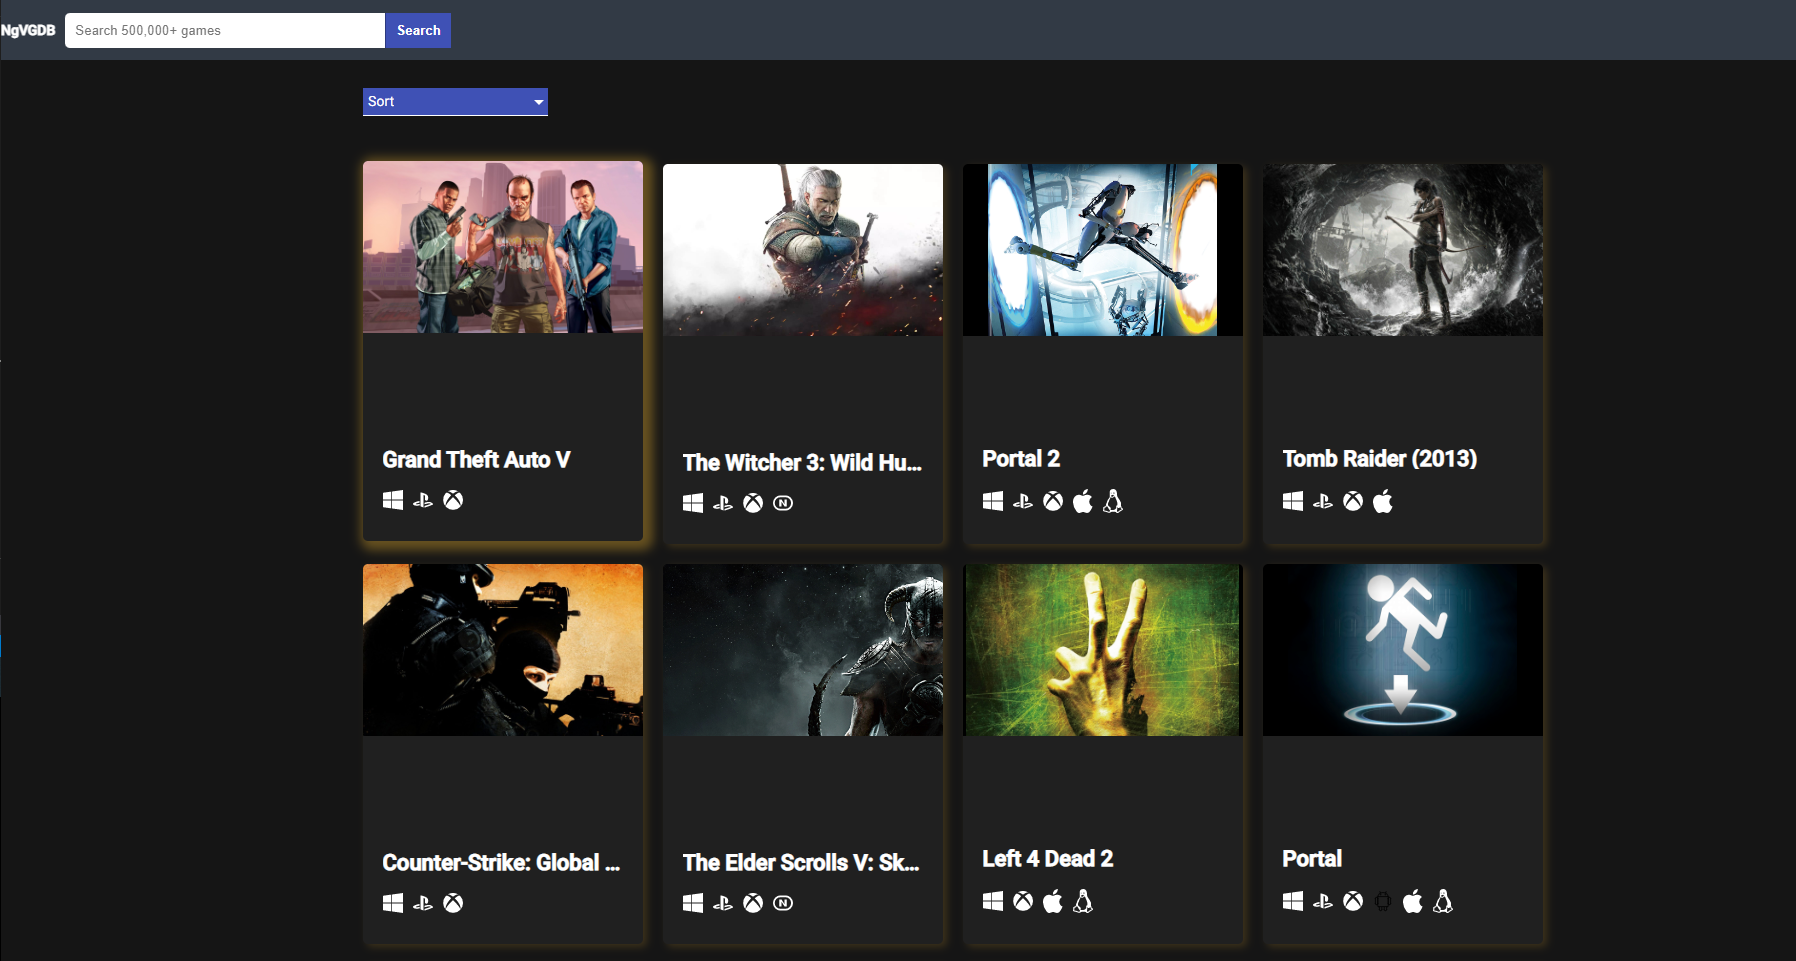 NgVGDB
Search 500,000+ games
Search
Sort
Grand Theft Auto V
The Witcher 3: Wild Hu...
Portal 2
Tomb Raider (2013)
Counter-Strike: Global ...
The Elder Scrolls V: Sk...
Left 4 Dead 2
Portal